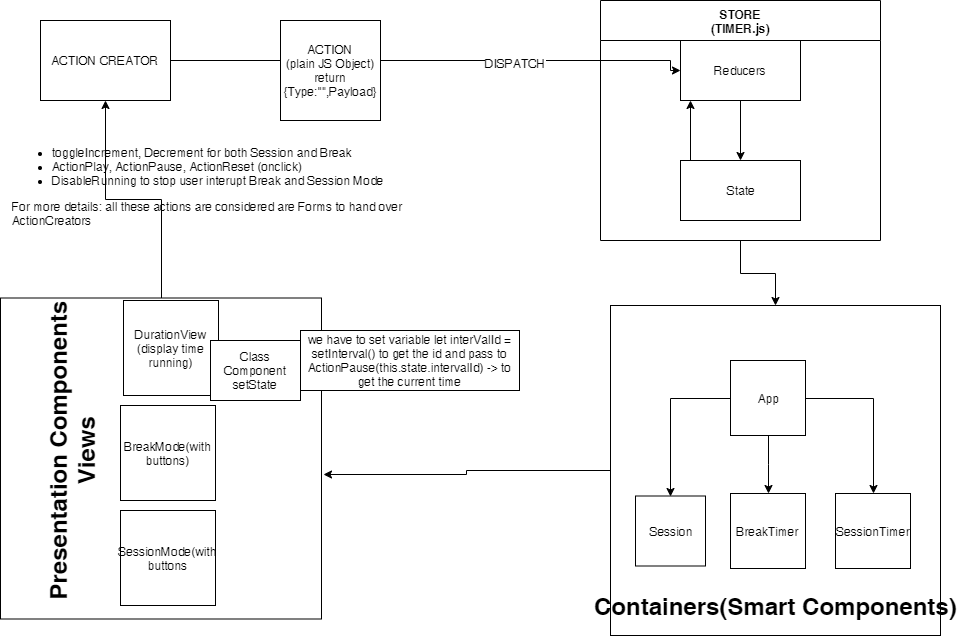 STORE
(TIMER.js)
ACTION CREATOR
ACTION
(plain JS Object)
return
{Type:"",Payload}
DISPATCH
Reducers
State
toggleIncrement, Decrement for both Session and Break
ActionPlay, ActionPause, ActionReset (onclick)
DisableRunning to stop user interupt Break and Session Mode
For more details: all these actions are considered are Forms to hand over
ActionCreators
Presentation Components
Views
DurationView
(display time
running)
Class
Component
setState
we have to set variable let interValId =
setInterval() to get the id and pass to
ActionPause(this.state.intervalId) -> to
get the current time
BreakMode(with
buttons)
SessionMode(with
buttons
App
Session
BreakTimer
SessionTimer
Containers(Smart Components)